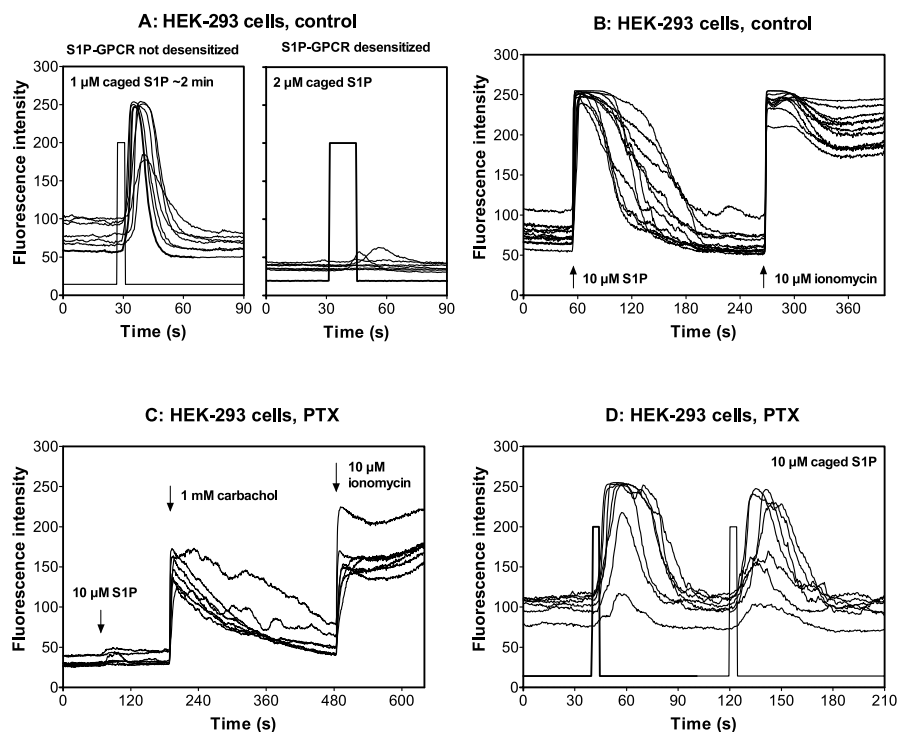 A: HEK-293 cells, control
S1P-GPCR not desensitized
S1P-GPCR desensitized
Fluorescence intensity
300
250
200
150
100
50
0
1 µM caged S1P ~2 min
2 µM caged S1P
0
30
60
90
0
30
60
90
Time (s)
Time (s)
B: HEK-293 cells, control
Fluorescence intensity
300
250
200
150
100
50
0
10 µM S1P
10 µM ionomycin
0
60
120
180
240
300
360
Time (s)
C: HEK-293 cells, PTX
Fluorescence intensity
300
250
200
150
100
50
0
10 µM S1P
1 mM carbachol
10 µM
ionomycin
0
120
240
360
480
600
Time (s)
D: HEK-293 cells, PTX
Fluorescence intensity
300
250
200
150
100
50
0
10 µM caged S1P
0
30
60
90
120
150
180
210
Time (s)